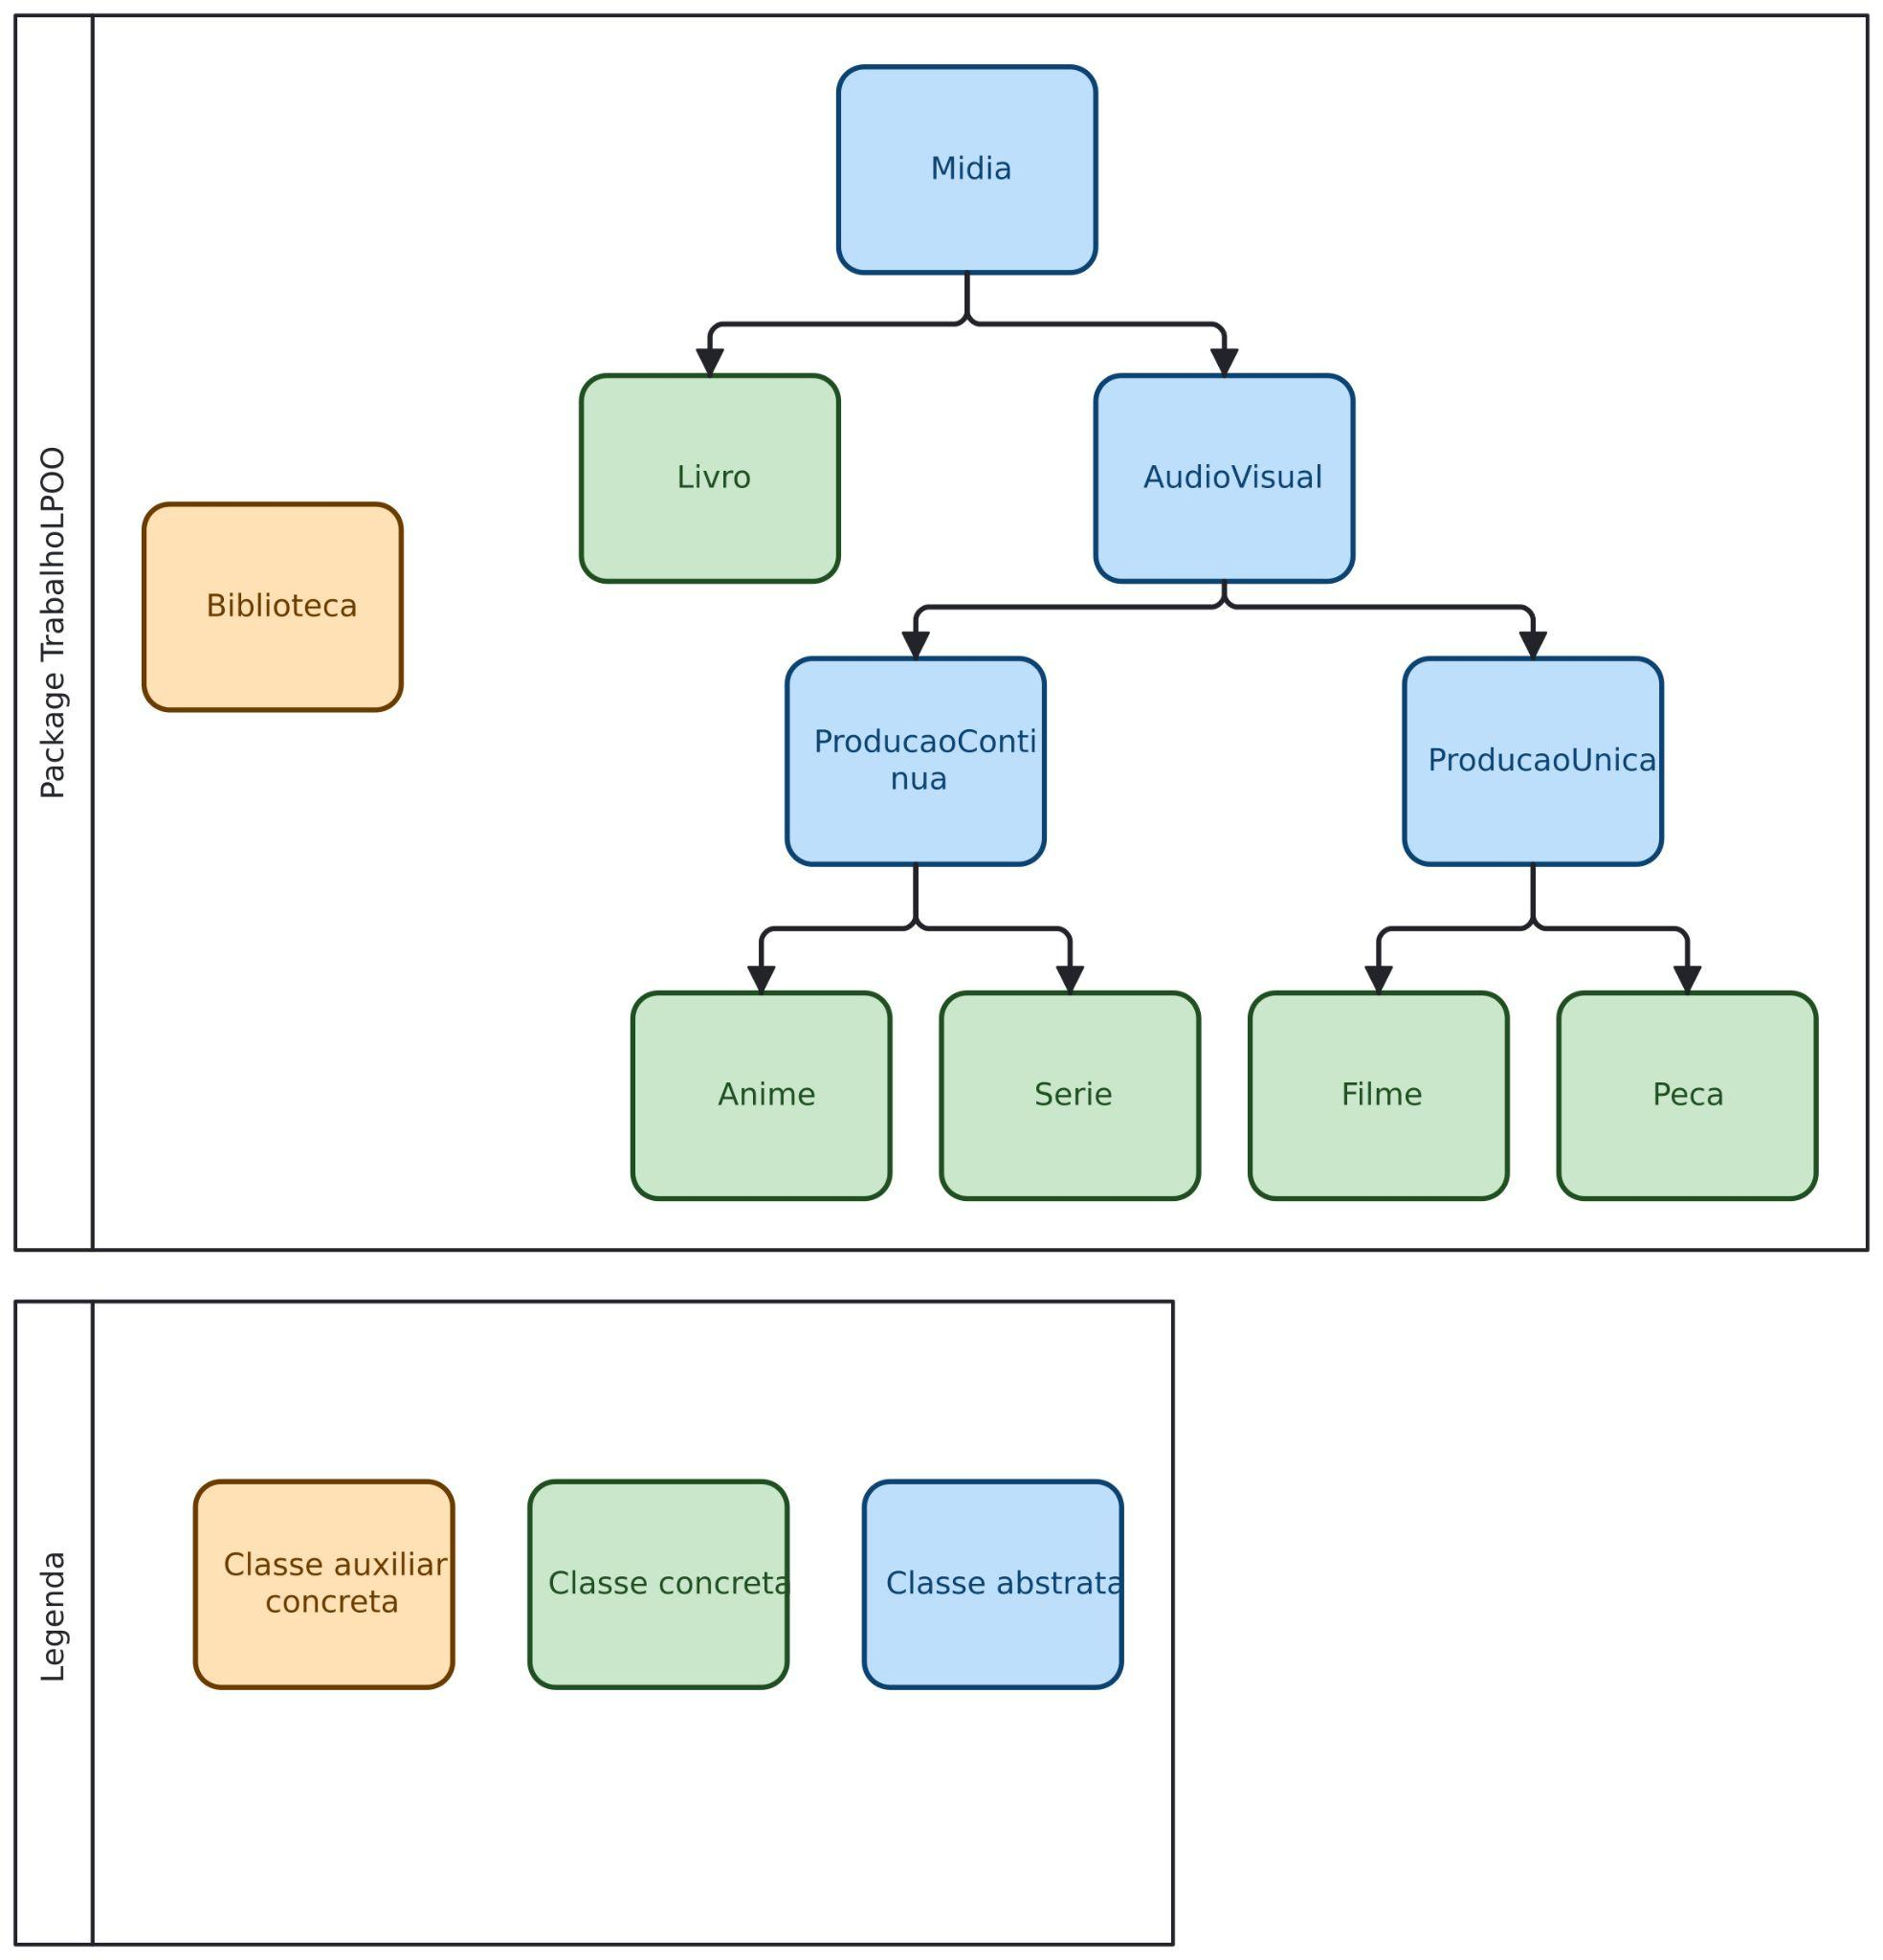 Package TrabalhoLPOO
Midia
Livro
AudioVisual
Biblioteca
ProducaoConti
nua
ProducaoUnica
Anime
Serie
Filme
Peca
Legenda
Classe auxiliar
concreta
Classe concreta
Classe abstrata